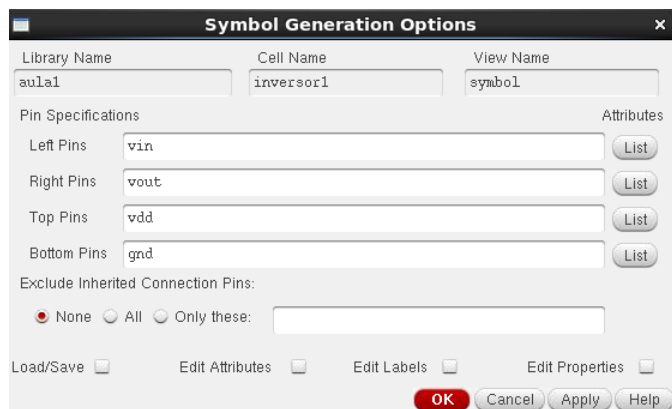 Symbol Generation Options
Library Name Cell Name View Name
aula1 inversor1 symbol
Pin Specifications Attributes
Left Pins vin List
Right Pins vout List
Top Pins vdd List
Bottom Pins gnd List
Exclude Inherited Connection Pins:
None All Only these:
Load/Save Edit Attributes Edit Labels Edit Properties
OK Cancel Apply Help